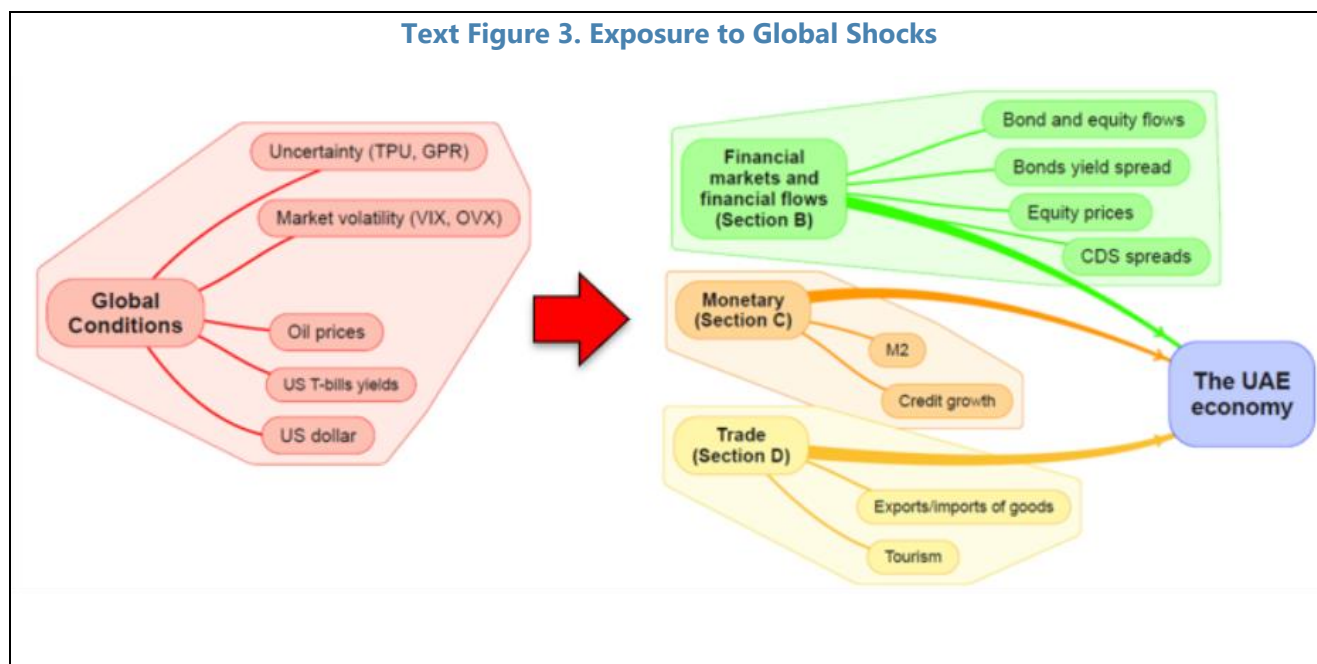 Text Figure 3. Exposure to Global Shocks
Uncertainty (TPU, GPR)
Market volatility (VIX, OVX)
Global
Conditions
Oil prices
US T-bills yields
US dollar
Financial
markets and
financial flows
(Section B)
Bond and equity flows
Bonds yield spread
Equity prices
CDS spreads
Monetary
(Section C)
M2
Credit growth
Trade
(Section D)
Exports/imports of goods
Tourism
The UAE
economy